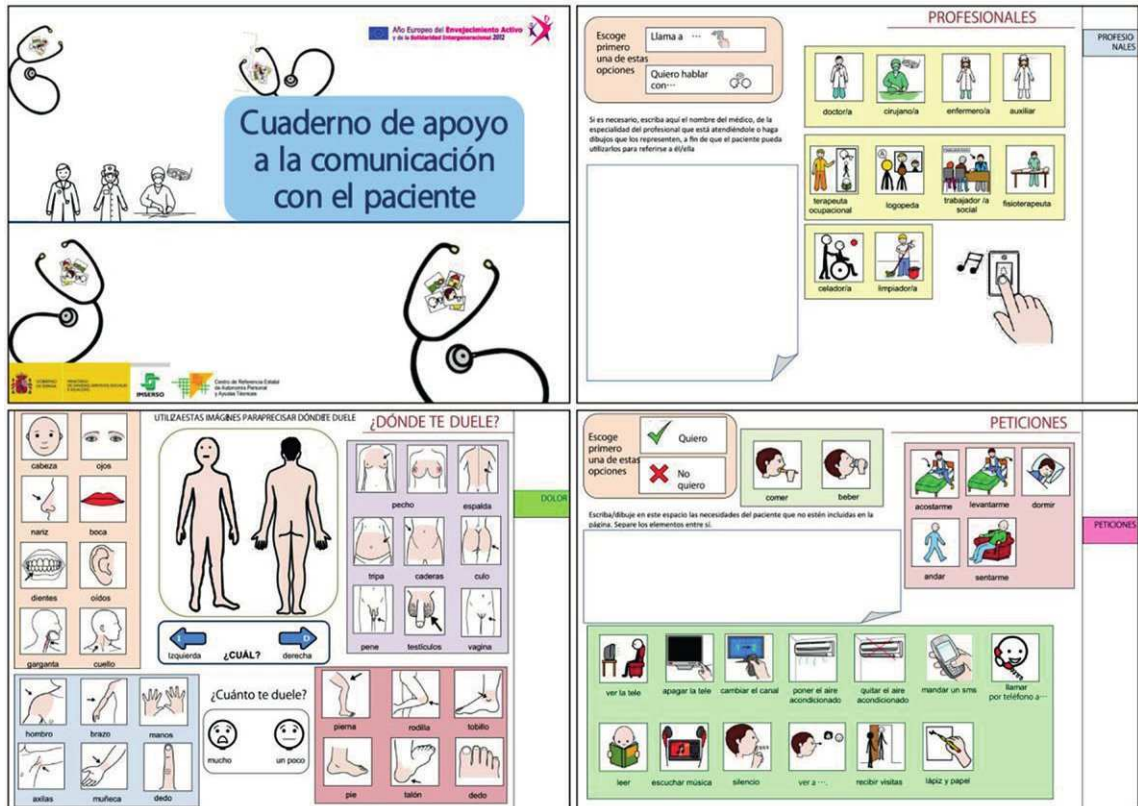 Año Europeo del Envejecimiento Activo
y de la Solidaridad Intergeneracional 2012
Cuaderno de apoyo
a la comunicación
con el paciente
GOBIERNO
DE ESPAÑA
IMSERSO
Centro de Referencia Estatal
de Autonomía Personal
y Ayudas Técnicas
PROFESIONALES
Escoge
primero
una de estas
opciones
Llama a ...
Quiero hablar
con...
PROFESIO
NALES
Si es necesario, escriba aquí el nombre del médico, de la
especialidad del profesional que está atendiéndole o haga
dibujos que los representen, a fin de que el paciente pueda
utilizarlos para referirse a él/ella
doctor/a
cirujano/a
enfermero/a
auxiliar
terapeuta
ocupacional
logopeda
trabajador /a
social
fisioterapeuta
celador/a
limpiador/a
UTILIZAESTAS IMÁGENES PARAPRECISAR DÓNDETE DUELE
¿DÓNDE TE DUELE?
DOLOR
cabeza
ojos
nariz
boca
dientes
oídos
garganta
cuello
pecho
espalda
tripa
caderas
culo
pene
testículos
vagina
I
D
Izquierda
¿CUÁL?
derecha
hombro
brazo
manos
axilas
muñeca
dedo
¿Cuánto te duele?
mucho
un poco
pierna
rodilla
tobillo
pie
talón
dedo
PETICIONES
Escoge
primero
una de estas
opciones
Quiero
No
quiero
PETICIONES
comer
beber
acostarme
levantarme
dormir
andar
sentarme
Escriba/dibuje en este espacio las necesidades del paciente que no estén incluidas en la
página. Separe los elementos entre sí.
ver la tele
apagar la tele
cambiar el canal
poner el aire
acondicionado
quitar el aire
acondicionado
mandar un sms
llamar
por teléfono a...
leer
escuchar música
silencio
ver a ....
recibir visitas
lápiz y papel